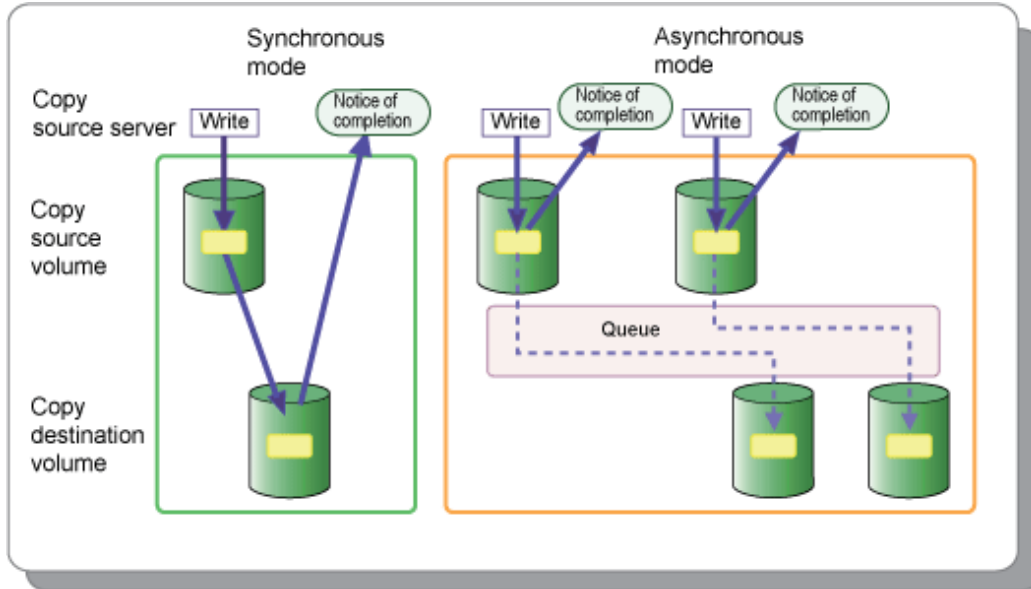 Synchronous
mode
Asynchronous
mode
Copy
source server
Write
Notice of
completion
Write
Notice of
completion
Write
Notice of
completion
Copy
source
volume
Queue
Copy
destination
volume